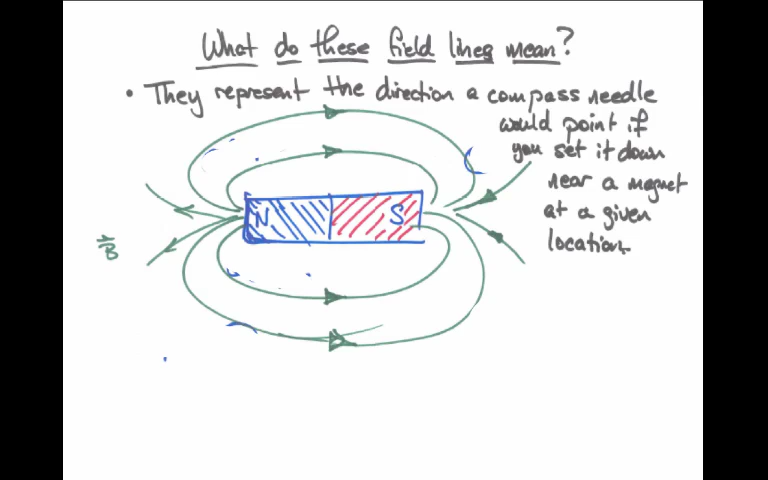 What do these field lines mean?
• They represent the direction a compass needle
would point if
you set it down
near a magnet
at a given
location.
N S
B